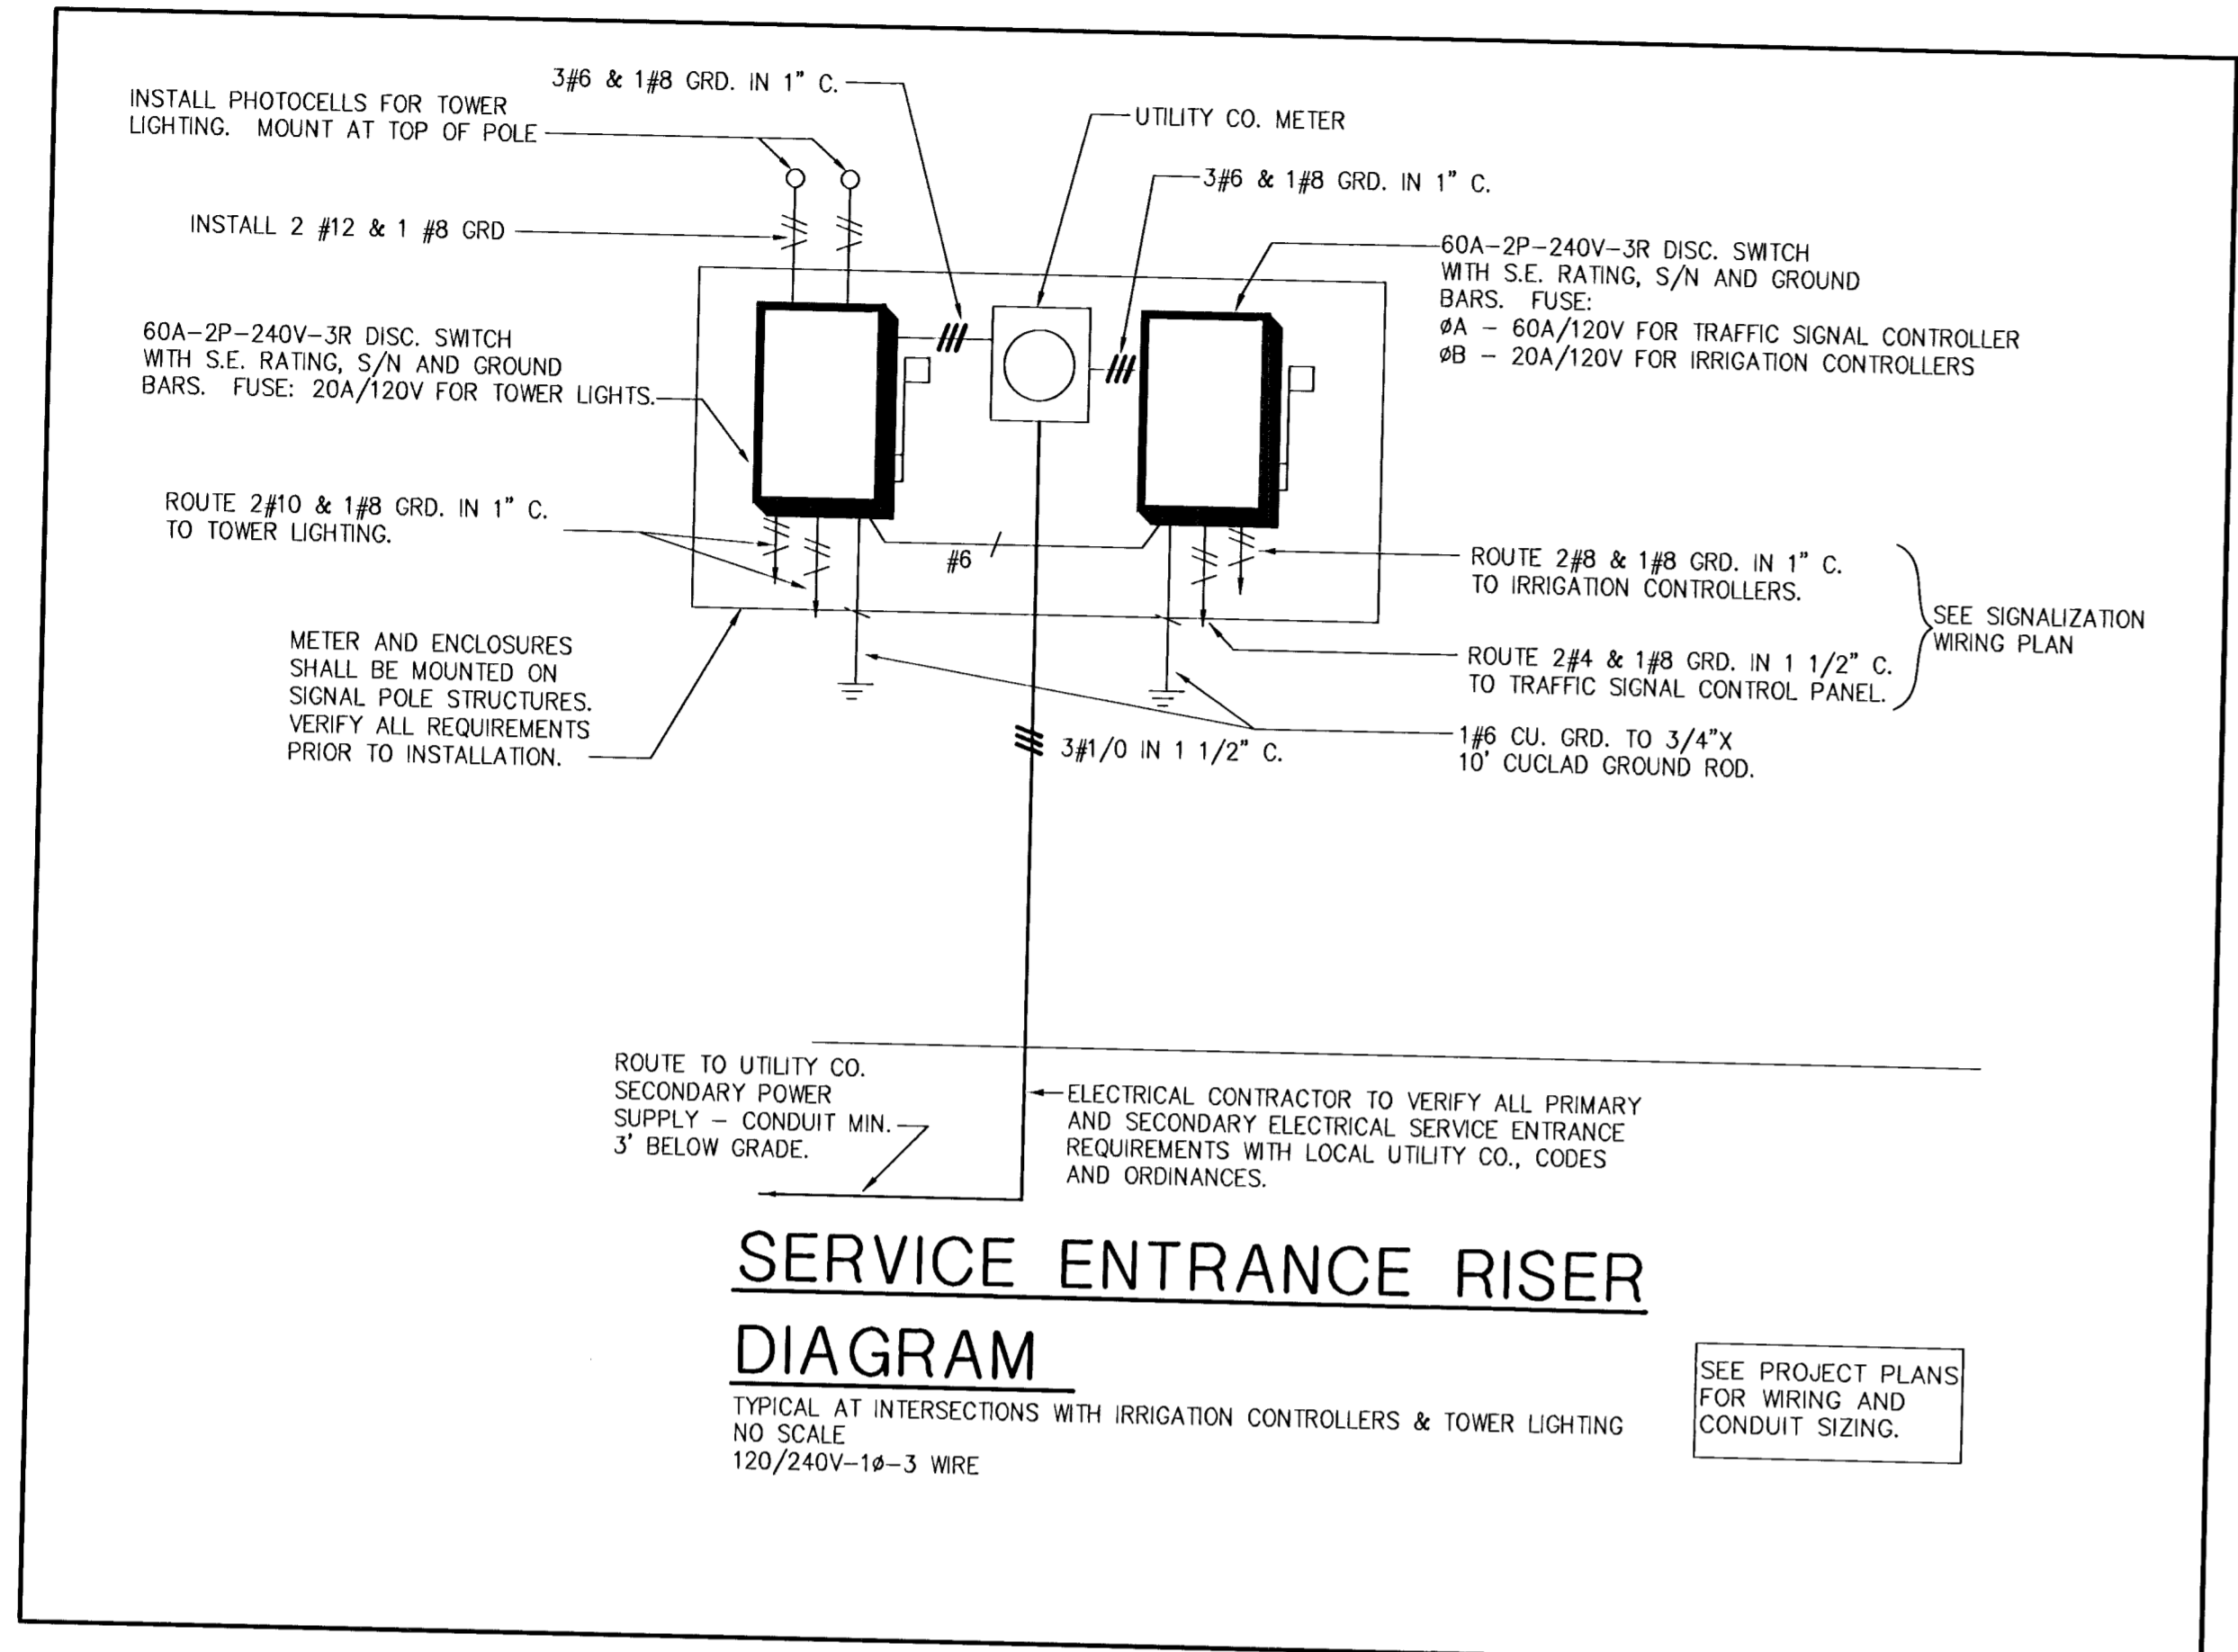 3#6 & 1#8 GRD. IN 1" C.
INSTALL PHOTOCELLS FOR TOWER
LIGHTING. MOUNT AT TOP OF POLE
UTILITY CO. METER
3#6 & 1#8 GRD. IN 1" C.
INSTALL 2 #12 & 1 #8 GRD
60A-2P-240V-3R DISC. SWITCH
WITH S.E. RATING, S/N AND GROUND
BARS. FUSE:
øA - 60A/120V FOR TRAFFIC SIGNAL CONTROLLER
øB - 20A/120V FOR IRRIGATION CONTROLLERS
60A-2P-240V-3R DISC. SWITCH
WITH S.E. RATING, S/N AND GROUND
BARS. FUSE: 20A/120V FOR TOWER LIGHTS.
ROUTE 2#10 & 1#8 GRD. IN 1" C.
TO TOWER LIGHTING.
#6
ROUTE 2#8 & 1#8 GRD. IN 1" C.
TO IRRIGATION CONTROLLERS.
SEE SIGNALIZATION
WIRING PLAN
ROUTE 2#4 & 1#8 GRD. IN 1 1/2" C.
TO TRAFFIC SIGNAL CONTROL PANEL.
METER AND ENCLOSURES
SHALL BE MOUNTED ON
SIGNAL POLE STRUCTURES.
VERIFY ALL REQUIREMENTS
PRIOR TO INSTALLATION.
3#1/0 IN 1 1/2" C.
1#6 CU. GRD. TO 3/4"X
10' CUCLAD GROUND ROD.
ROUTE TO UTILITY CO.
SECONDARY POWER
SUPPLY - CONDUIT MIN.
3' BELOW GRADE.
ELECTRICAL CONTRACTOR TO VERIFY ALL PRIMARY
AND SECONDARY ELECTRICAL SERVICE ENTRANCE
REQUIREMENTS WITH LOCAL UTILITY CO., CODES
AND ORDINANCES.
SERVICE ENTRANCE RISER
DIAGRAM
TYPICAL AT INTERSECTIONS WITH IRRIGATION CONTROLLERS & TOWER LIGHTING
NO SCALE
120/240V-1ø-3 WIRE
SEE PROJECT PLANS
FOR WIRING AND
CONDUIT SIZING.